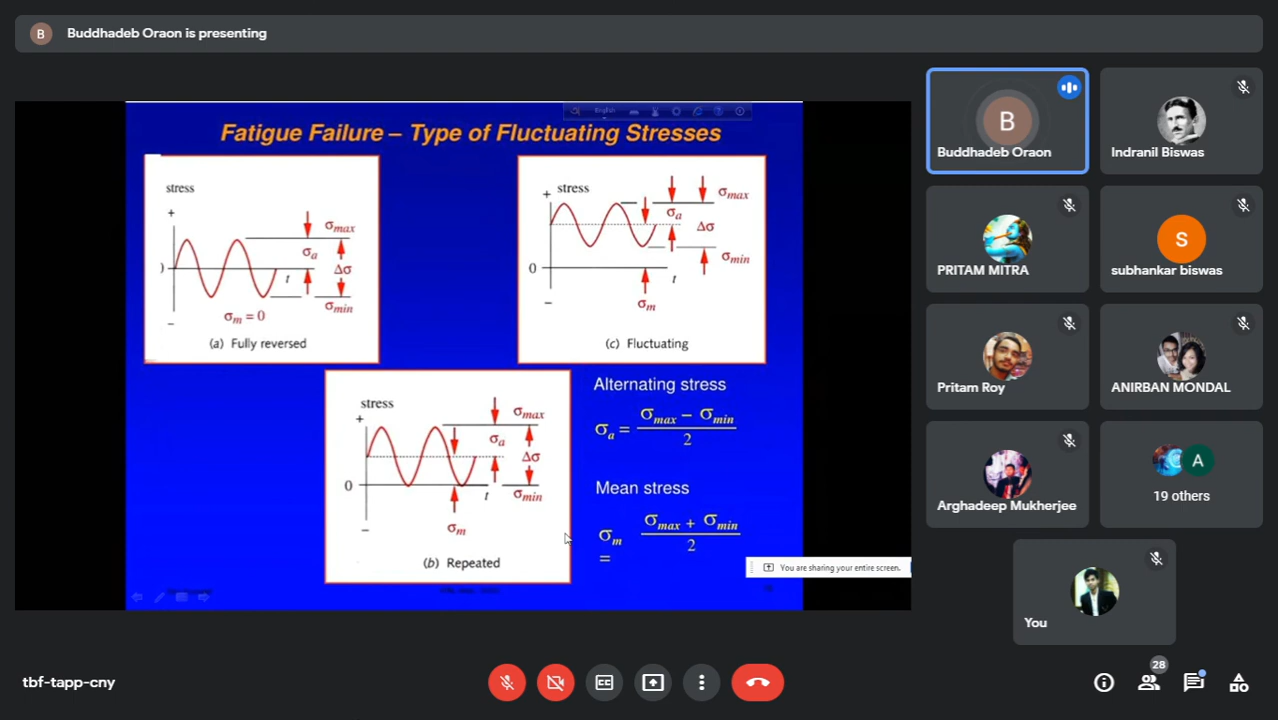 B Buddhadeb Oraon is presenting
English
Fatigue Failure – Type of Fluctuating Stresses
stress
+
σmax
σa
0
t
Δσ
σmin
σm = 0
–
(a) Fully reversed
+ stress
σmax
σa
Δσ
σmin
0
t
–
σm
(c) Fluctuating
stress
+
σmax
σa
Δσ
0
t
σmin
–
σm
(b) Repeated
Alternating stress
σa = σmax – σmin
2
Mean stress
σm σmax + σmin
= 2
You are sharing your entire screen.
B
Buddhadeb Oraon
Indranil Biswas
PRITAM MITRA
S
subhankar biswas
Pritam Roy
ANIRBAN MONDAL
Arghadeep Mukherjee
A
19 others
You
tbf-tapp-cny
CC
28